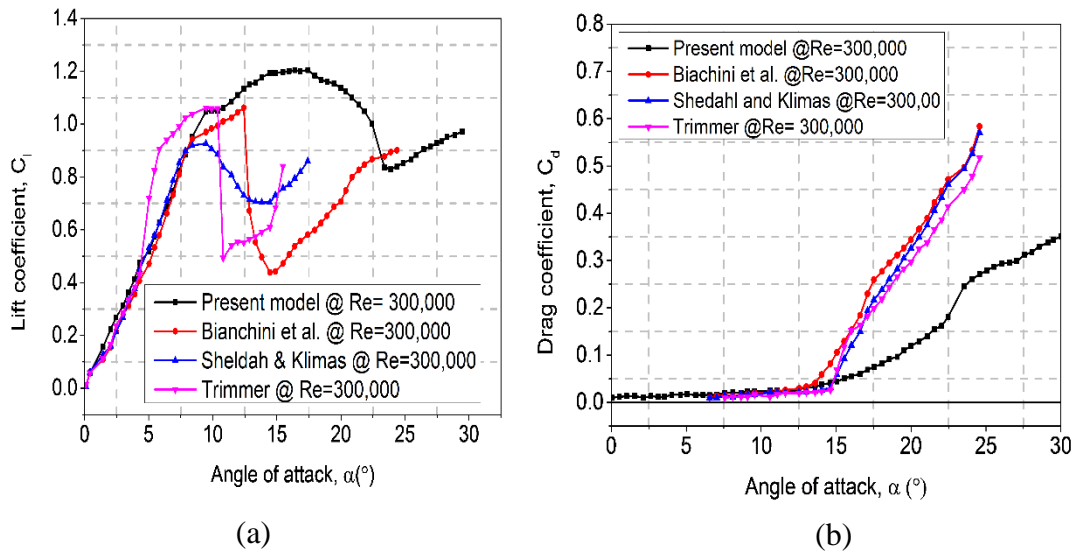 1.4
1.2
1.0
0.8
0.6
0.4
0.2
0.0
Lift coefficient, C_l
Present model @ Re= 300,000
Bianchini et al. @ Re=300,000
Sheldah & Klimas @ Re=300,000
Trimmer @ Re=300,000
0 5 10 15 20 25 30
Angle of attack, α(°)
(a)
0.8
0.7
0.6
0.5
0.4
0.3
0.2
0.1
0.0
Drag coefficient, C_d
Present model @Re=300,000
Biachini et al. @Re=300,000
Shedahl and Klimas @Re=300,00
Trimmer @Re= 300,000
0 5 10 15 20 25 30
Angle of attack, α (°)
(b)